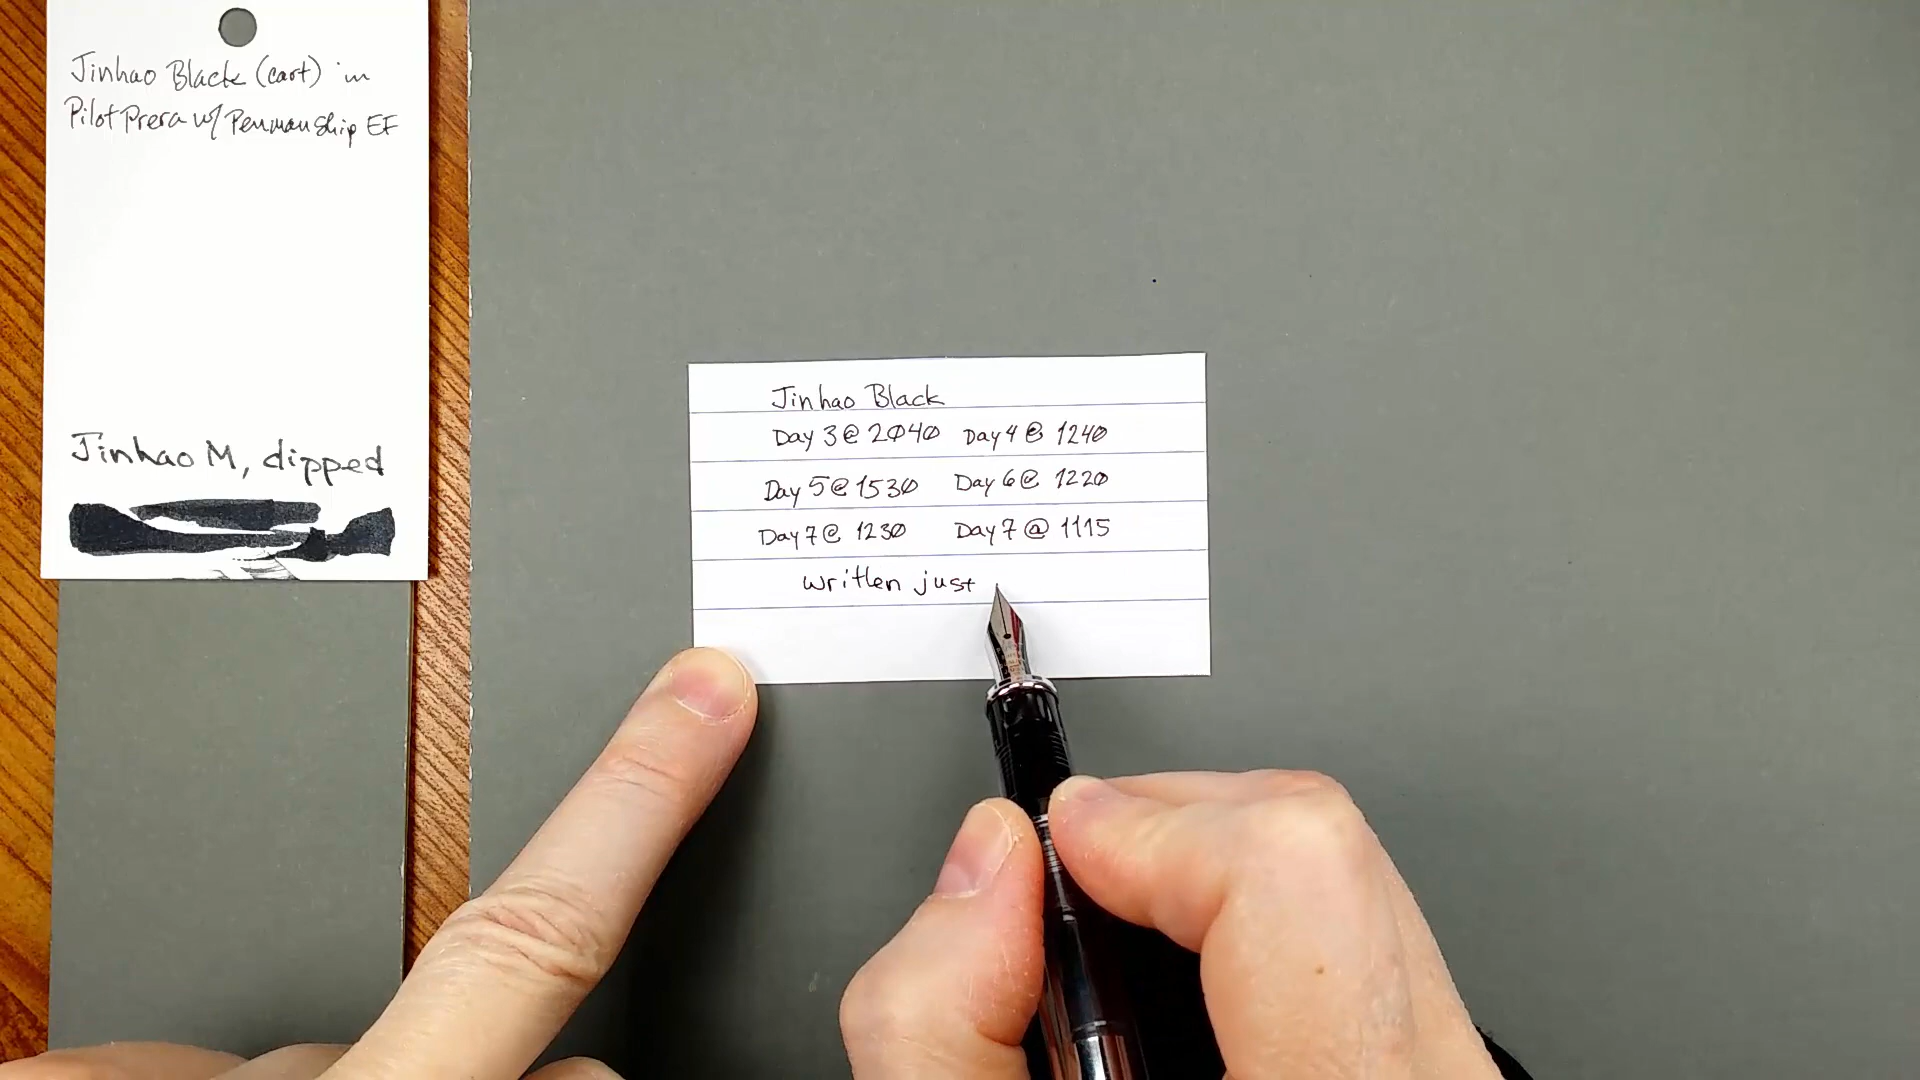 Jinhao Black (cart) in
Pilot Prera w/ Penmanship EF
Jinhao M, dipped
Jinhao Black
Day 3 @ 2040 Day 4 @ 1240
Day 5 @ 1530 Day 6 @ 1220
Day 7 @ 1230 Day 7 @ 1115
written just